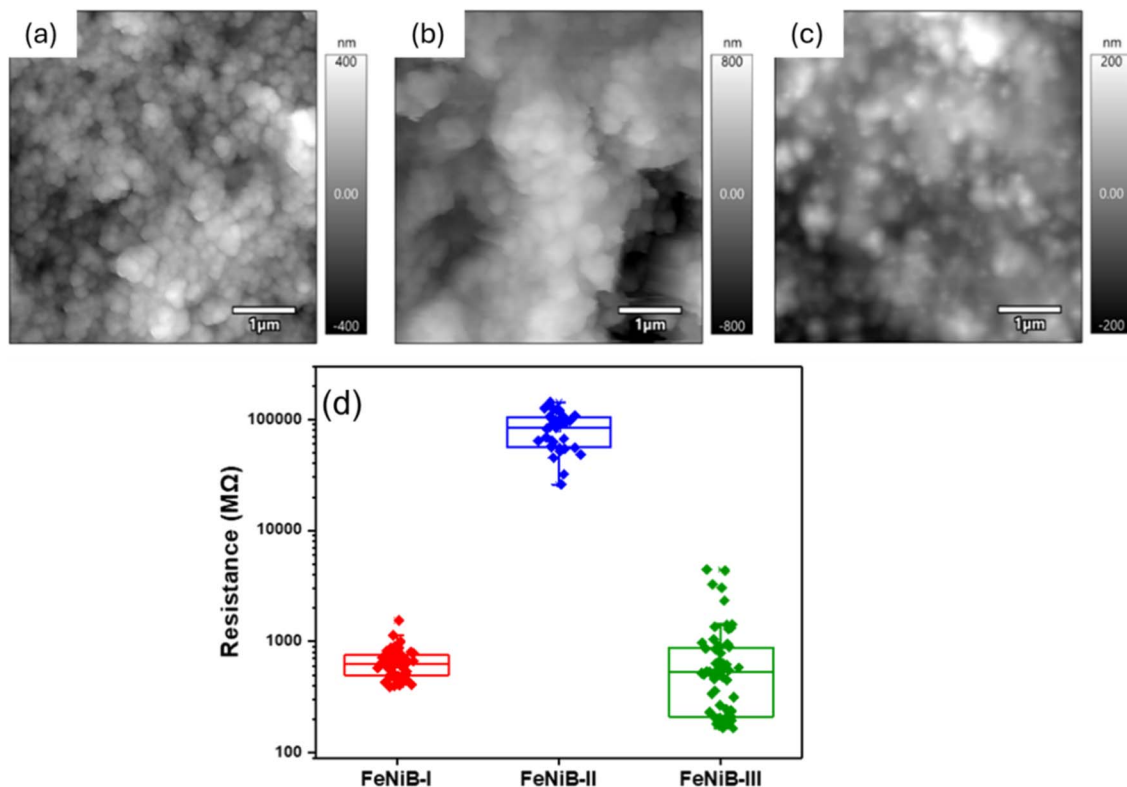 (a)
nm
400
0.00
-400
1μm
(b)
nm
800
0.00
-800
1μm
(c)
nm
200
0.00
-200
1μm
(d)
Resistance (MΩ)
100000
10000
1000
100
FeNiB-I
FeNiB-II
FeNiB-III